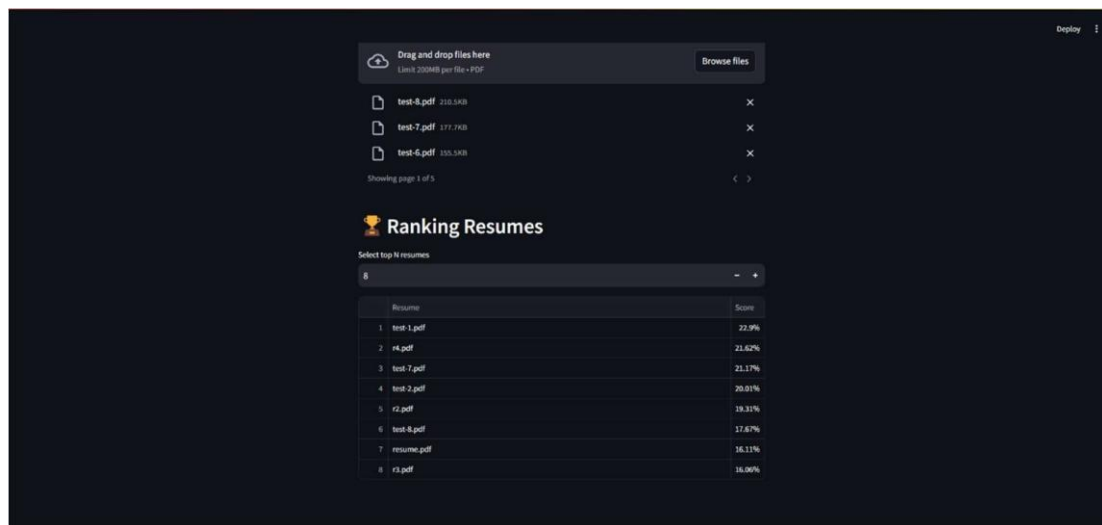 Deploy
Drag and drop files here
Limit 200MB per file • PDF
Browse files
test-8.pdf 210.5KB
test-7.pdf 177.7KB
test-6.pdf 155.5KB
Showing page 1 of 5
Ranking Resumes
Select top N resumes
8
Resume Score
1 test-1.pdf 22.9%
2 r4.pdf 21.62%
3 test-7.pdf 21.17%
4 test-2.pdf 20.01%
5 r2.pdf 19.31%
6 test-8.pdf 17.67%
7 resume.pdf 16.11%
8 r3.pdf 16.06%